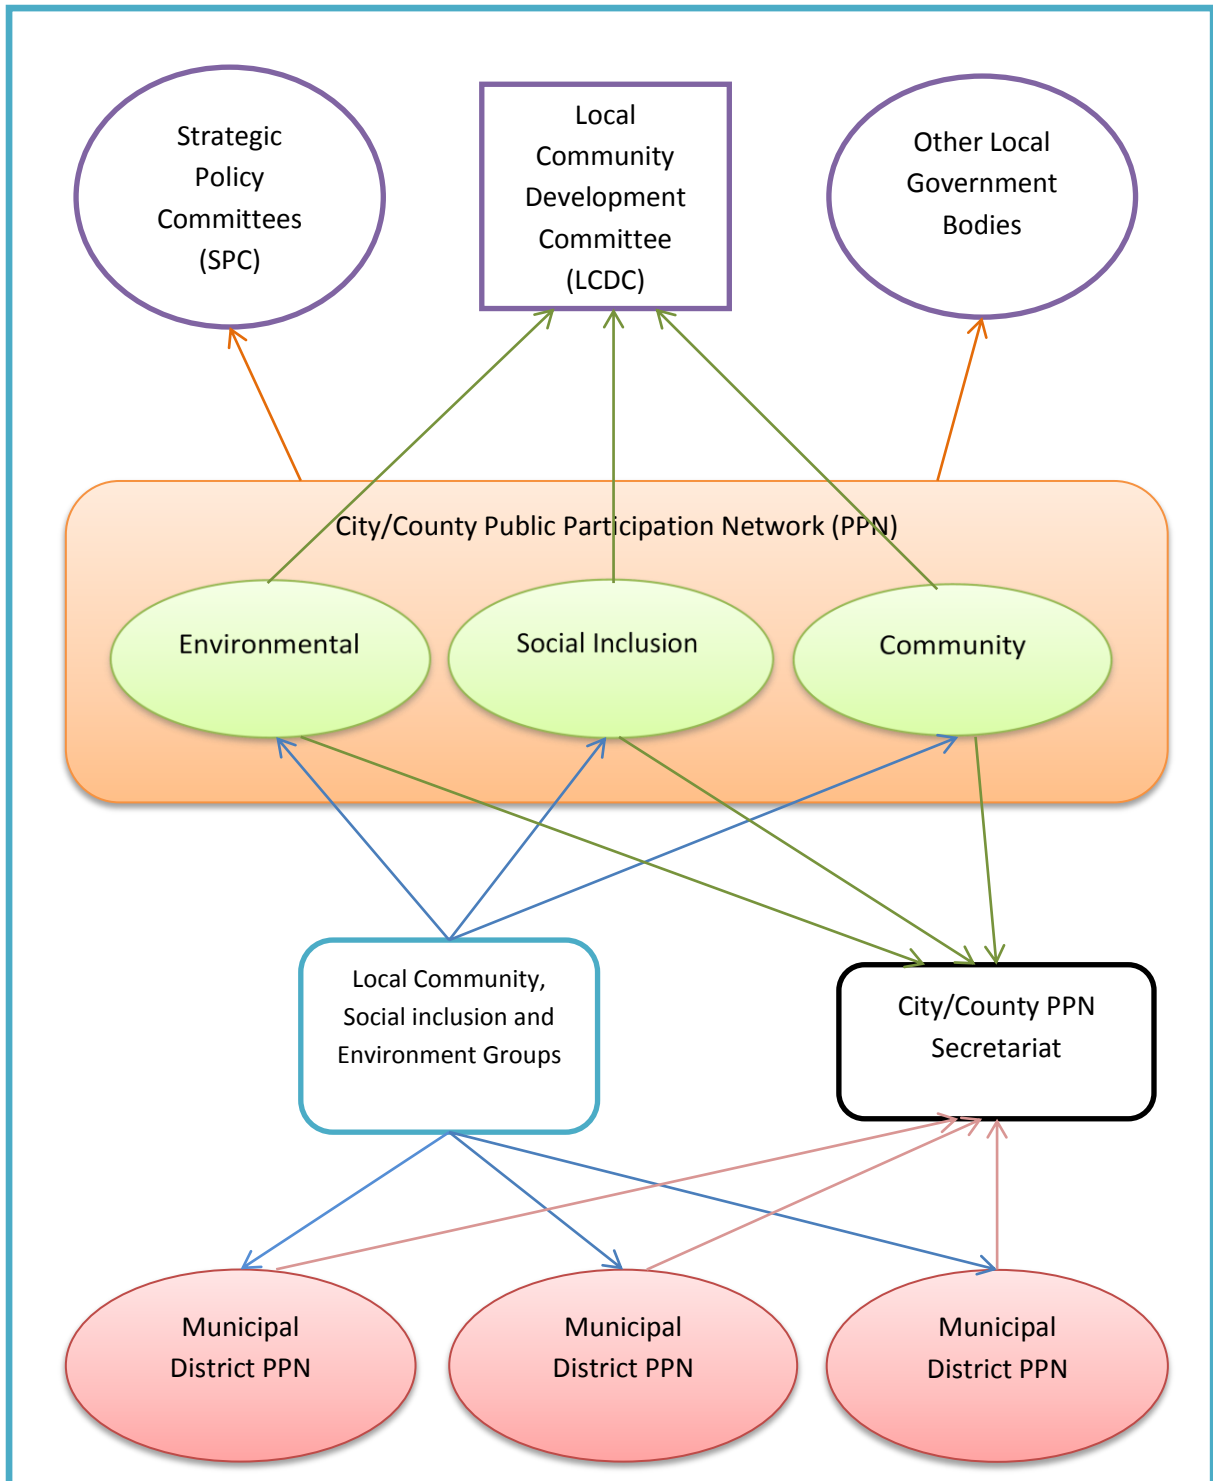 Strategic
Policy
Committees
(SPC)
Local
Community
Development
Committee
(LCDC)
Other Local
Government
Bodies
City/County Public Participation Network (PPN)
Environmental
Social Inclusion
Community
Local Community,
Social inclusion and
Environment Groups
City/County PPN
Secretariat
Municipal
District PPN
Municipal
District PPN
Municipal
District PPN